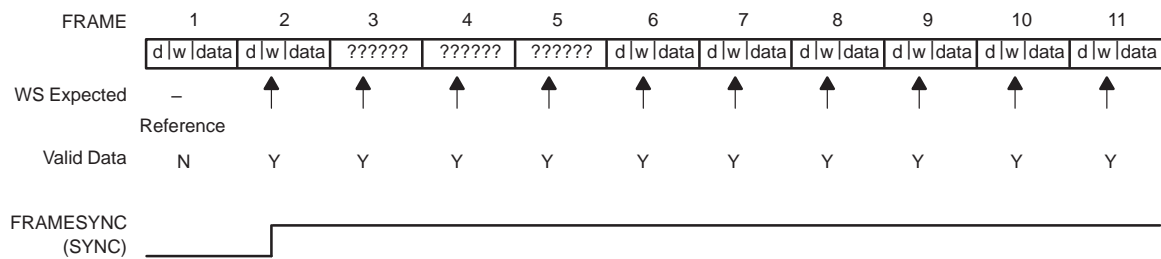 FRAME 1 2 3 4 5 6 7 8 9 10 11
d |w |data d |w |data ?????? ?????? ?????? d |w |data d |w |data d |w |data d |w |data d |w |data d |w |data
WS Expected –
Reference
Valid Data N Y Y Y Y Y Y Y Y Y Y
FRAMESYNC
(SYNC)